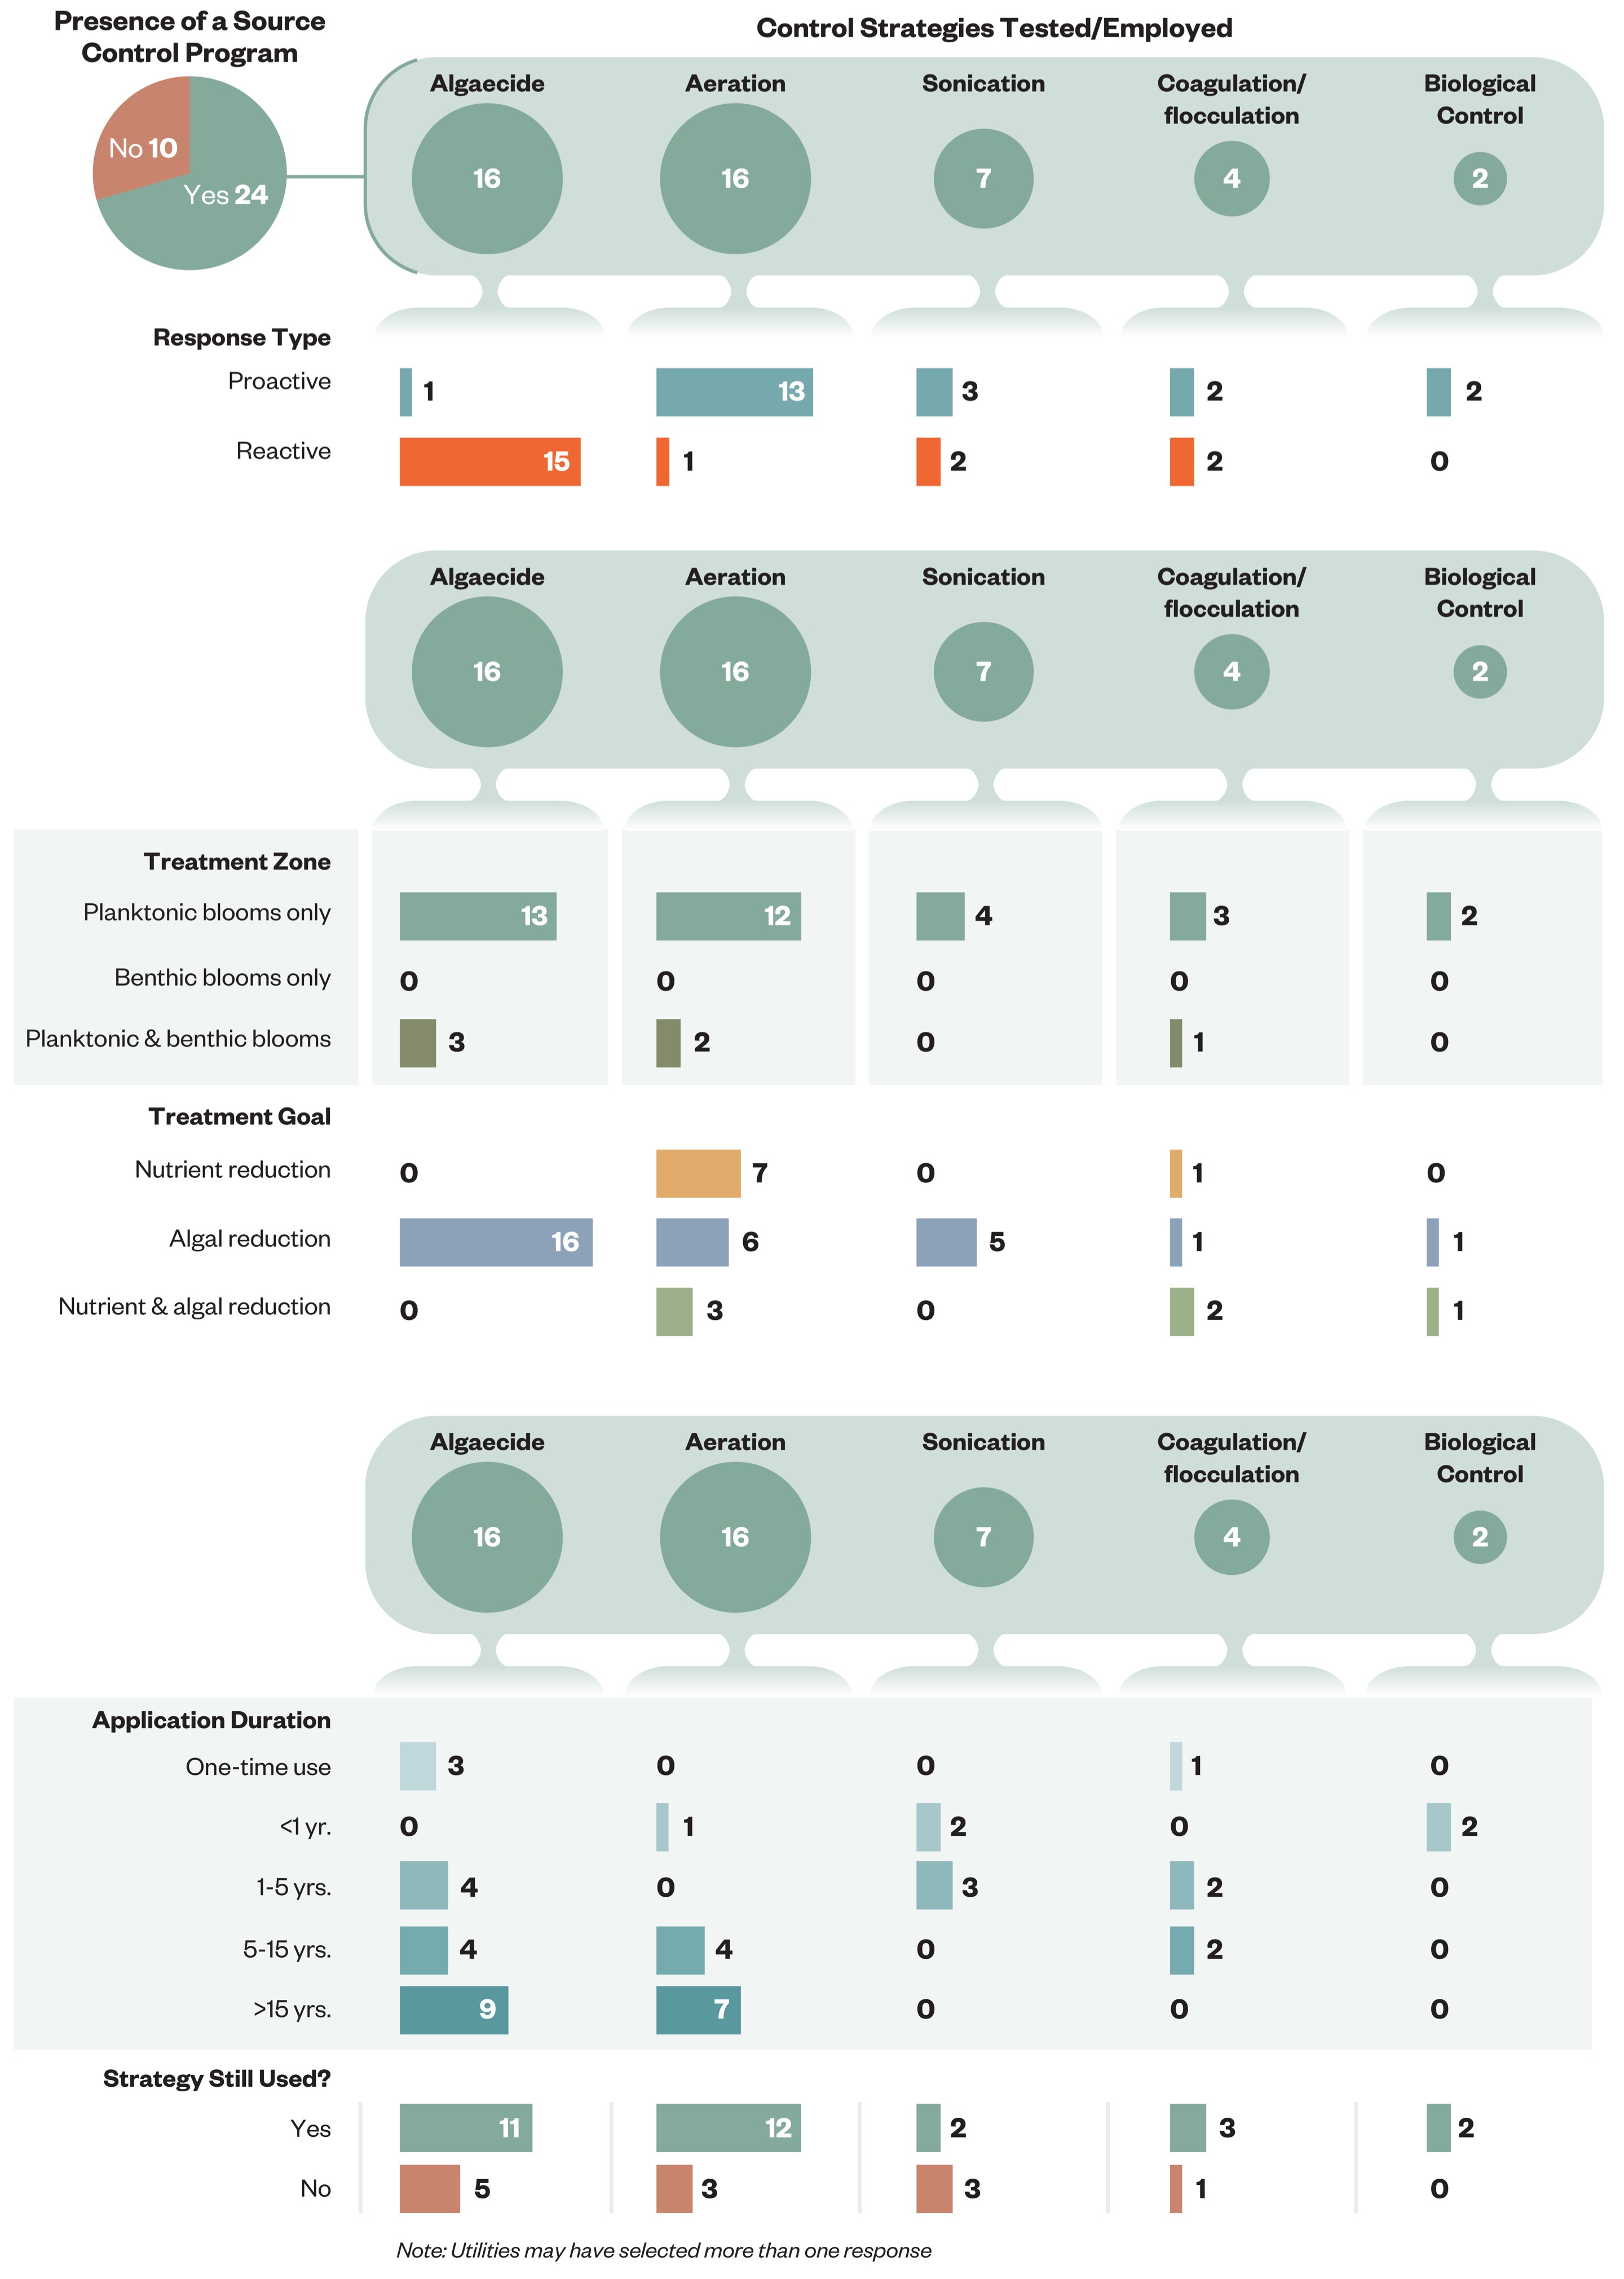 Presence of a Source
Control Program
No 10
Yes 24
Control Strategies Tested/Employed
Algaecide Aeration Sonication Coagulation/ Biological
flocculation Control
16 16 7 4 2
Response Type
Proactive 1 13 3 2 2
Reactive 15 1 2 2 0
Algaecide Aeration Sonication Coagulation/ Biological
flocculation Control
16 16 7 4 2
Treatment Zone
Planktonic blooms only 13 12 4 3 2
Benthic blooms only 0 0 0 0 0
Planktonic & benthic blooms 3 2 0 1 0
Treatment Goal
Nutrient reduction 0 7 0 1 0
Algal reduction 16 6 5 1 1
Nutrient & algal reduction 0 3 0 2 1
Algaecide Aeration Sonication Coagulation/ Biological
flocculation Control
16 16 7 4 2
Application Duration
One-time use 3 0 0 1 0
<1 yr. 0 1 2 0 2
1-5 yrs. 4 0 3 2 0
5-15 yrs. 4 4 0 2 0
>15 yrs. 9 7 0 0 0
Strategy Still Used?
Yes 11 12 2 3 2
No 5 3 3 1 0
Note: Utilities may have selected more than one response